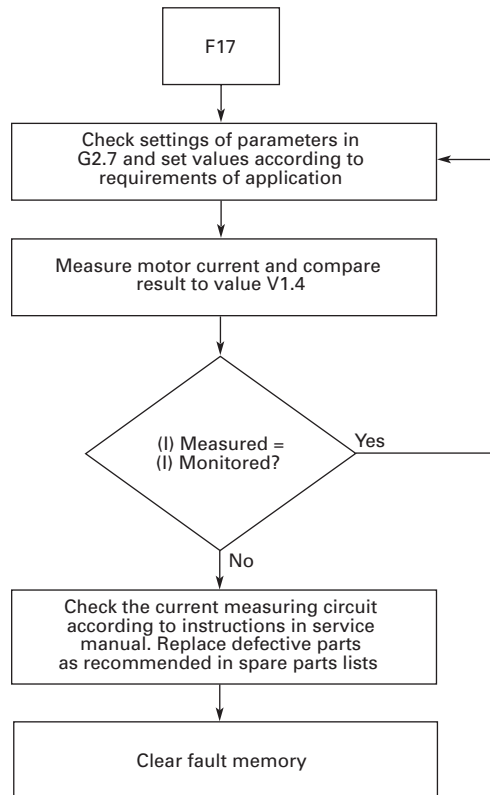 F17
Check settings of parameters in
G2.7 and set values according to
requirements of application
Measure motor current and compare
result to value V1.4
(I) Measured =
(I) Monitored?
Yes
No
Check the current measuring circuit
according to instructions in service
manual. Replace defective parts
as recommended in spare parts lists
Clear fault memory